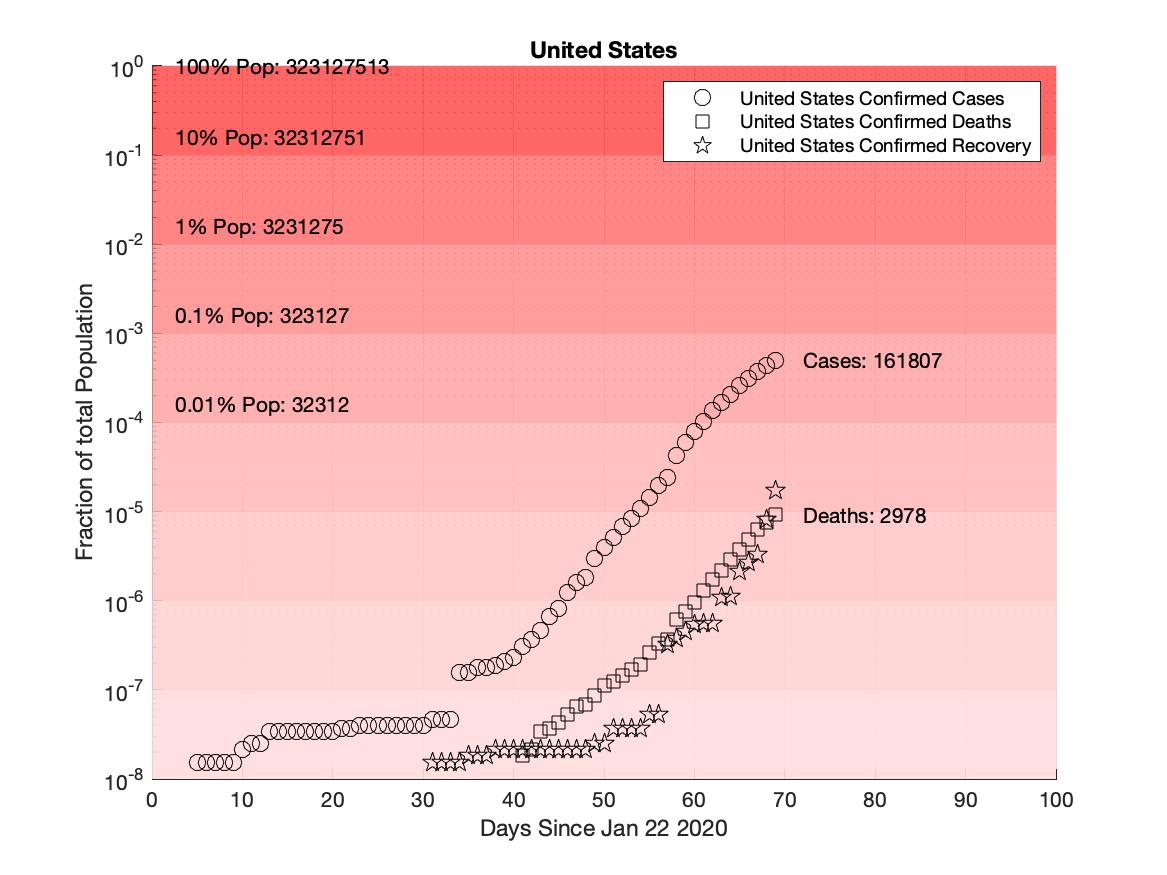 United States
10^0
100% Pop: 323127513
United States Confirmed Cases
United States Confirmed Deaths
United States Confirmed Recovery
10% Pop: 32312751
10^-1
1% Pop: 3231275
10^-2
0.1% Pop: 323127
10^-3
Cases: 161807
0.01% Pop: 32312
10^-4
10^-5
Deaths: 2978
10^-6
10^-7
10^-8
Fraction of total Population
0 10 20 30 40 50 60 70 80 90 100
Days Since Jan 22 2020